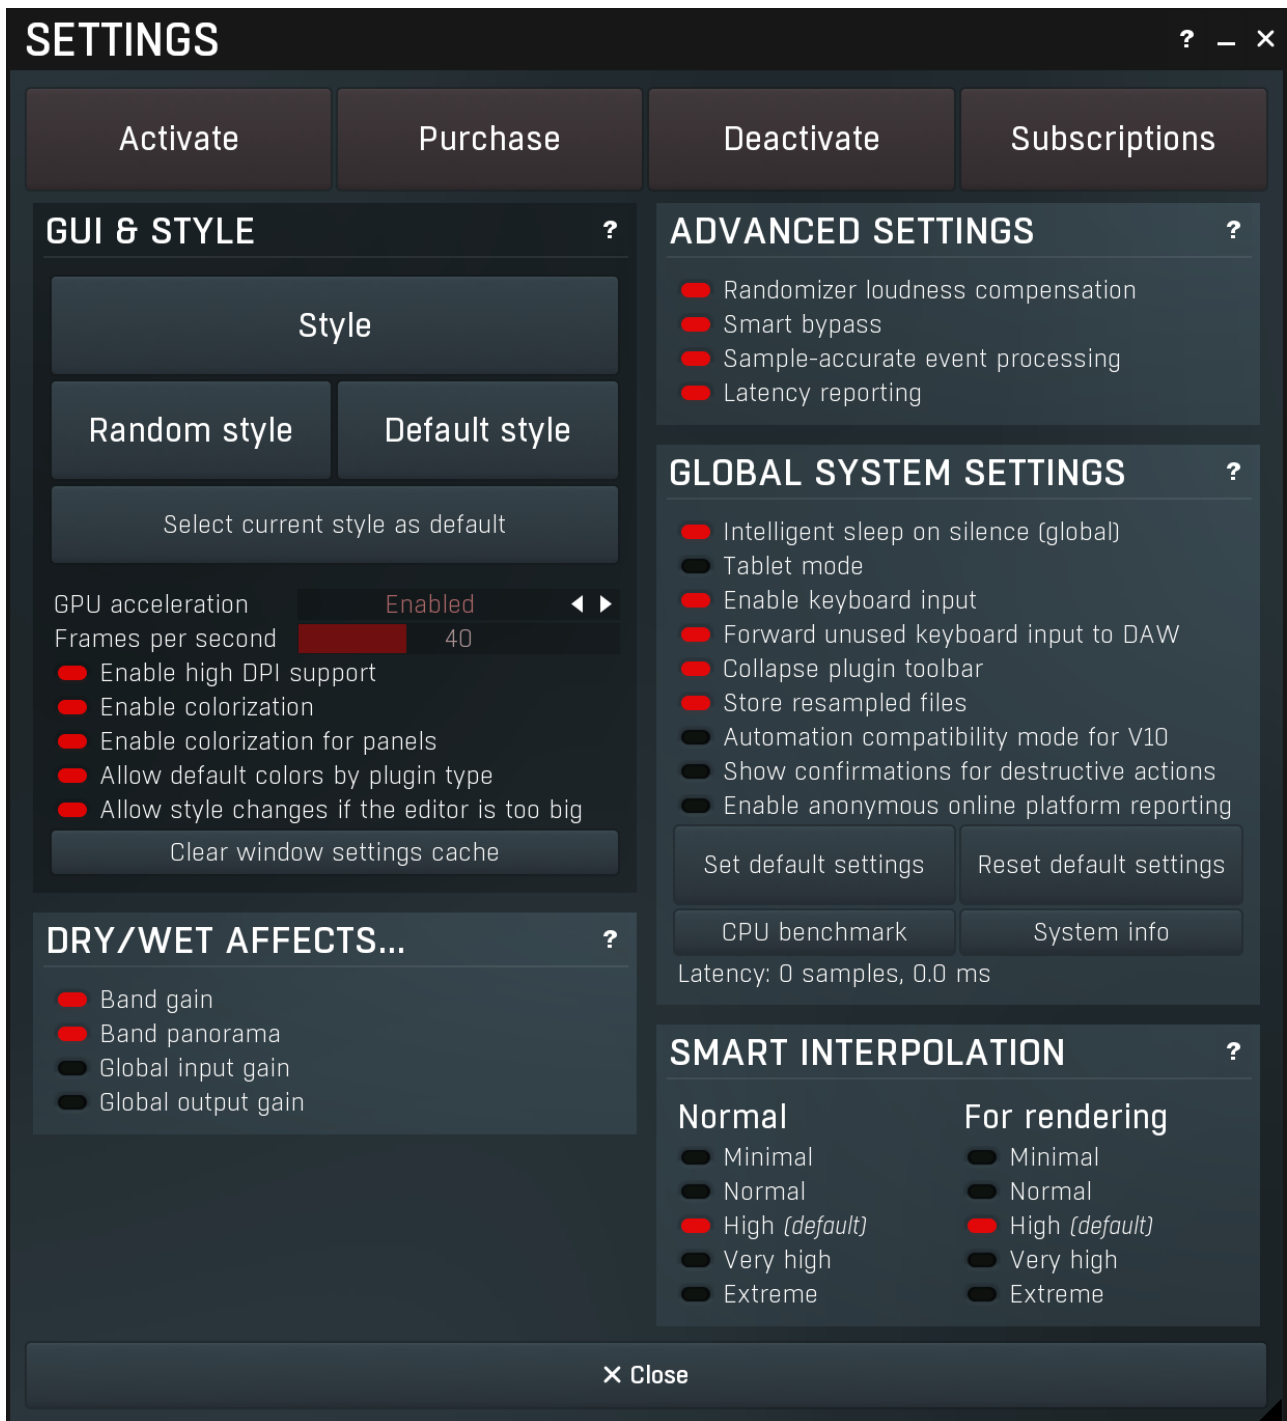 SETTINGS ? _ ×
Activate Purchase Deactivate Subscriptions
GUI & STYLE ?
Style
Random style Default style
Select current style as default
GPU acceleration Enabled
Frames per second 40
Enable high DPI support
Enable colorization
Enable colorization for panels
Allow default colors by plugin type
Allow style changes if the editor is too big
Clear window settings cache
DRY/WET AFFECTS... ?
Band gain
Band panorama
Global input gain
Global output gain
ADVANCED SETTINGS ?
Randomizer loudness compensation
Smart bypass
Sample-accurate event processing
Latency reporting
GLOBAL SYSTEM SETTINGS ?
Intelligent sleep on silence (global)
Tablet mode
Enable keyboard input
Forward unused keyboard input to DAW
Collapse plugin toolbar
Store resampled files
Automation compatibility mode for V10
Show confirmations for destructive actions
Enable anonymous online platform reporting
Set default settings Reset default settings
CPU benchmark System info
Latency: 0 samples, 0.0 ms
SMART INTERPOLATION ?
Normal For rendering
Minimal Minimal
Normal Normal
High (default) High (default)
Very high Very high
Extreme Extreme
× Close